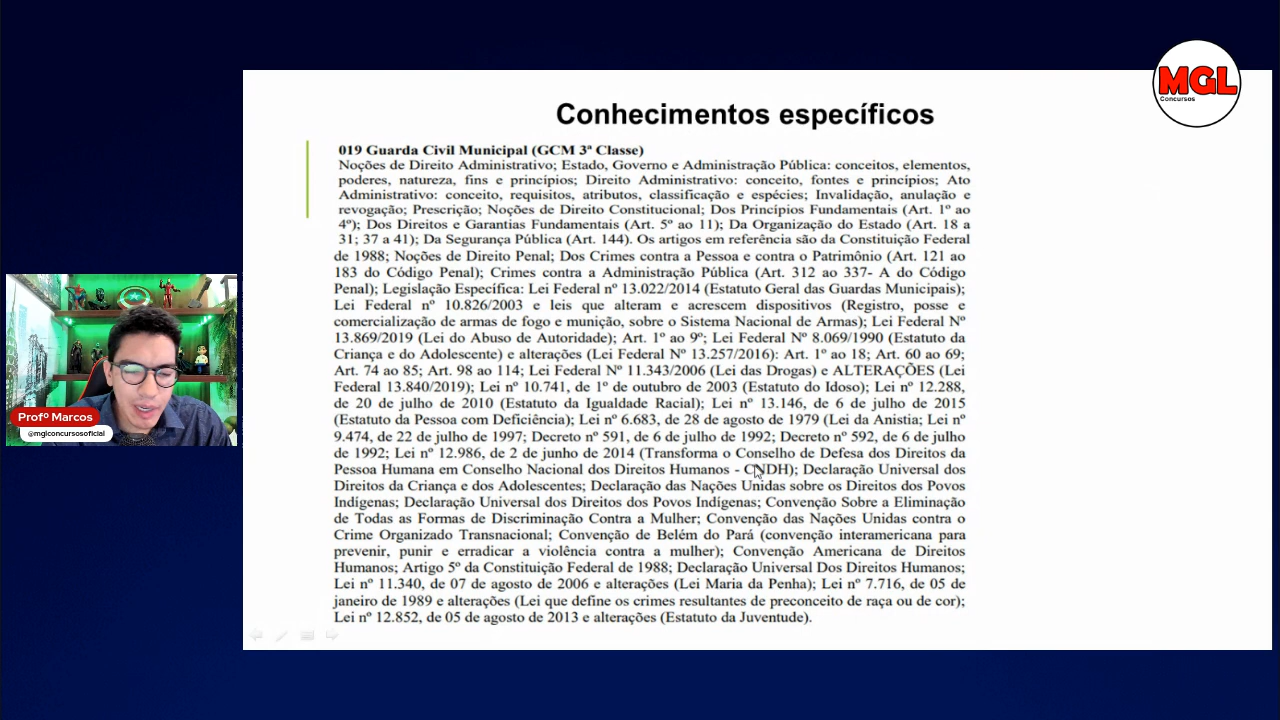 MGL
Concursos
Conhecimentos específicos
019 Guarda Civil Municipal (GCM 3ª Classe)
Noções de Direito Administrativo; Estado, Governo e Administração Pública: conceitos, elementos,
poderes, natureza, fins e princípios; Direito Administrativo: conceito, fontes e princípios; Ato
Administrativo: conceito, requisitos, atributos, classificação e espécies; Invalidação, anulação e
revogação; Prescrição; Noções de Direito Constitucional; Dos Princípios Fundamentais (Art. 1º ao
4º); Dos Direitos e Garantias Fundamentais (Art. 5º ao 11); Da Organização do Estado (Art. 18 a
31; 37 a 41); Da Segurança Pública (Art. 144). Os artigos em referência são da Constituição Federal
de 1988; Noções de Direito Penal; Dos Crimes contra a Pessoa e contra o Patrimônio (Art. 121 ao
183 do Código Penal); Crimes contra a Administração Pública (Art. 312 ao 337- A do Código
Penal); Legislação Específica: Lei Federal nº 13.022/2014 (Estatuto Geral das Guardas Municipais);
Lei Federal nº 10.826/2003 e leis que alteram e acrescem dispositivos (Registro, posse e
comercialização de armas de fogo e munição, sobre o Sistema Nacional de Armas); Lei Federal Nº
13.869/2019 (Lei do Abuso de Autoridade); Art. 1º ao 9º; Lei Federal Nº 8.069/1990 (Estatuto da
Criança e do Adolescente) e alterações (Lei Federal Nº 13.257/2016): Art. 1º ao 18; Art. 60 ao 69;
Art. 74 ao 85; Art. 98 ao 114; Lei Federal Nº 11.343/2006 (Lei das Drogas) e ALTERAÇÕES (Lei
Federal 13.840/2019); Lei nº 10.741, de 1º de outubro de 2003 (Estatuto do Idoso); Lei nº 12.288,
de 20 de julho de 2010 (Estatuto da Igualdade Racial); Lei nº 13.146, de 6 de julho de 2015
(Estatuto da Pessoa com Deficiência); Lei nº 6.683, de 28 de agosto de 1979 (Lei da Anistia; Lei nº
9.474, de 22 de julho de 1997; Decreto nº 591, de 6 de julho de 1992; Decreto nº 592, de 6 de julho
de 1992; Lei nº 12.986, de 2 de junho de 2014 (Transforma o Conselho de Defesa dos Direitos da
Pessoa Humana em Conselho Nacional dos Direitos Humanos - CNDH); Declaração Universal dos
Direitos da Criança e dos Adolescentes; Declaração das Nações Unidas sobre os Direitos dos Povos
Indígenas; Declaração Universal dos Direitos dos Povos Indígenas; Convenção Sobre a Eliminação
de Todas as Formas de Discriminação Contra a Mulher; Convenção das Nações Unidas contra o
Crime Organizado Transnacional; Convenção de Belém do Pará (convenção interamericana para
prevenir, punir e erradicar a violência contra a mulher); Convenção Americana de Direitos
Humanos; Artigo 5º da Constituição Federal de 1988; Declaração Universal Dos Direitos Humanos;
Lei nº 11.340, de 07 de agosto de 2006 e alterações (Lei Maria da Penha); Lei nº 7.716, de 05 de
janeiro de 1989 e alterações (Lei que define os crimes resultantes de preconceito de raça ou de cor);
Lei nº 12.852, de 05 de agosto de 2013 e alterações (Estatuto da Juventude).
Profº Marcos
@mglconcursosoficial